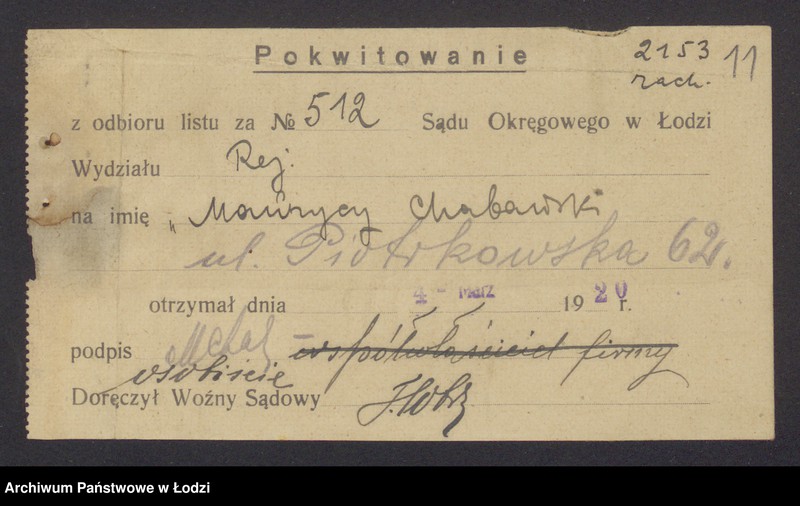 Pokwitowanie
2153 11
rach.
z odbioru listu za № 512 Sądu Okręgowego w Łodzi
Wydziału Rej.
na imię „Maurycy Chabański
ul. Piotrkowska 62.
otrzymał dnia 4 - Marz 1920 r.
podpis współwłaściciel firmy
osobiście
Doręczył Woźny Sądowy
Archiwum Państwowe w Łodzi